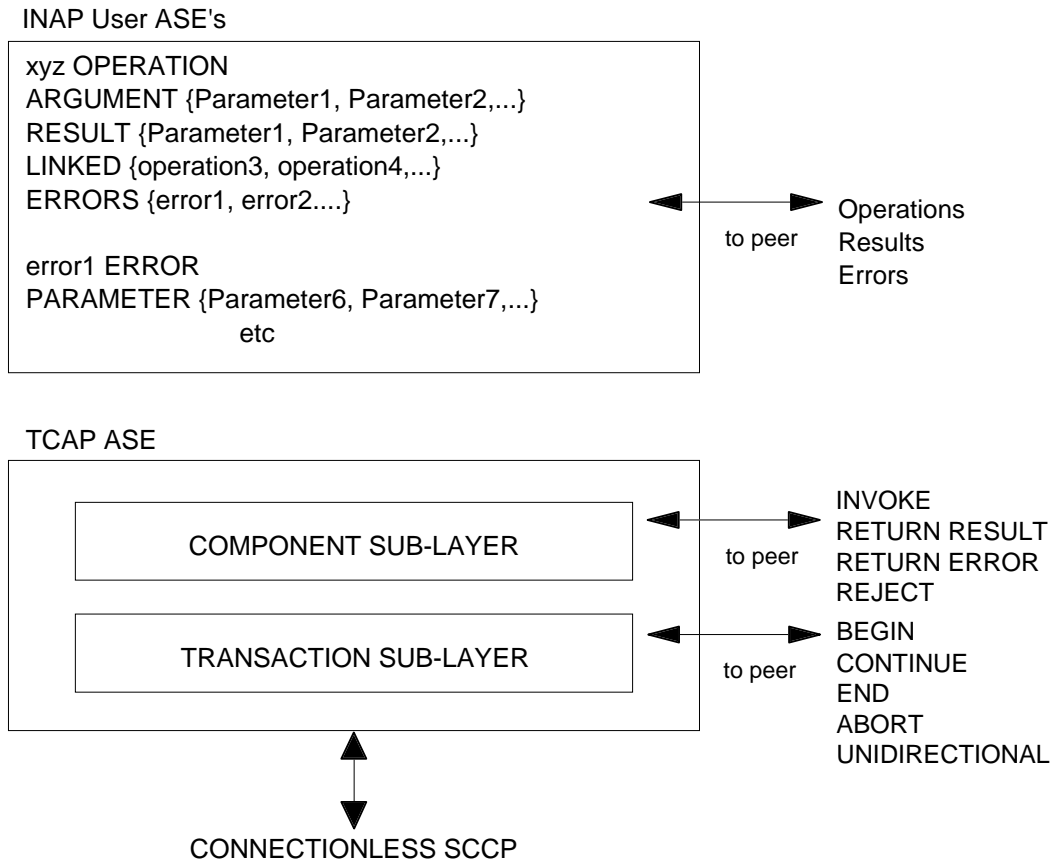 INAP User ASE's
xyz OPERATION
ARGUMENT {Parameter1, Parameter2,...}
RESULT {Parameter1, Parameter2,...}
LINKED {operation3, operation4,...}
ERRORS {error1, error2....}
error1 ERROR
PARAMETER {Parameter6, Parameter7,...}
etc
to peer
Operations
Results
Errors
TCAP ASE
COMPONENT SUB-LAYER
to peer
INVOKE
RETURN RESULT
RETURN ERROR
REJECT
TRANSACTION SUB-LAYER
to peer
BEGIN
CONTINUE
END
ABORT
UNIDIRECTIONAL
CONNECTIONLESS SCCP